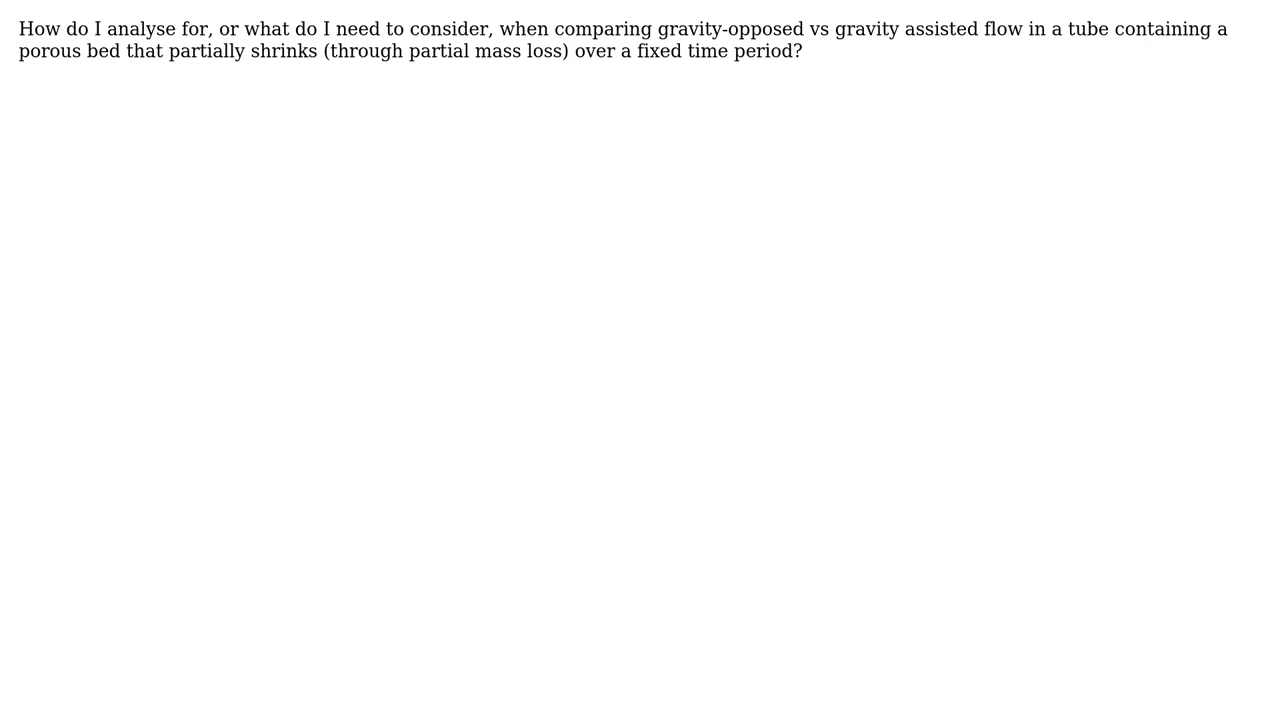 How do I analyse for, or what do I need to consider, when comparing gravity-opposed vs gravity assisted flow in a tube containing a
porous bed that partially shrinks (through partial mass loss) over a fixed time period?